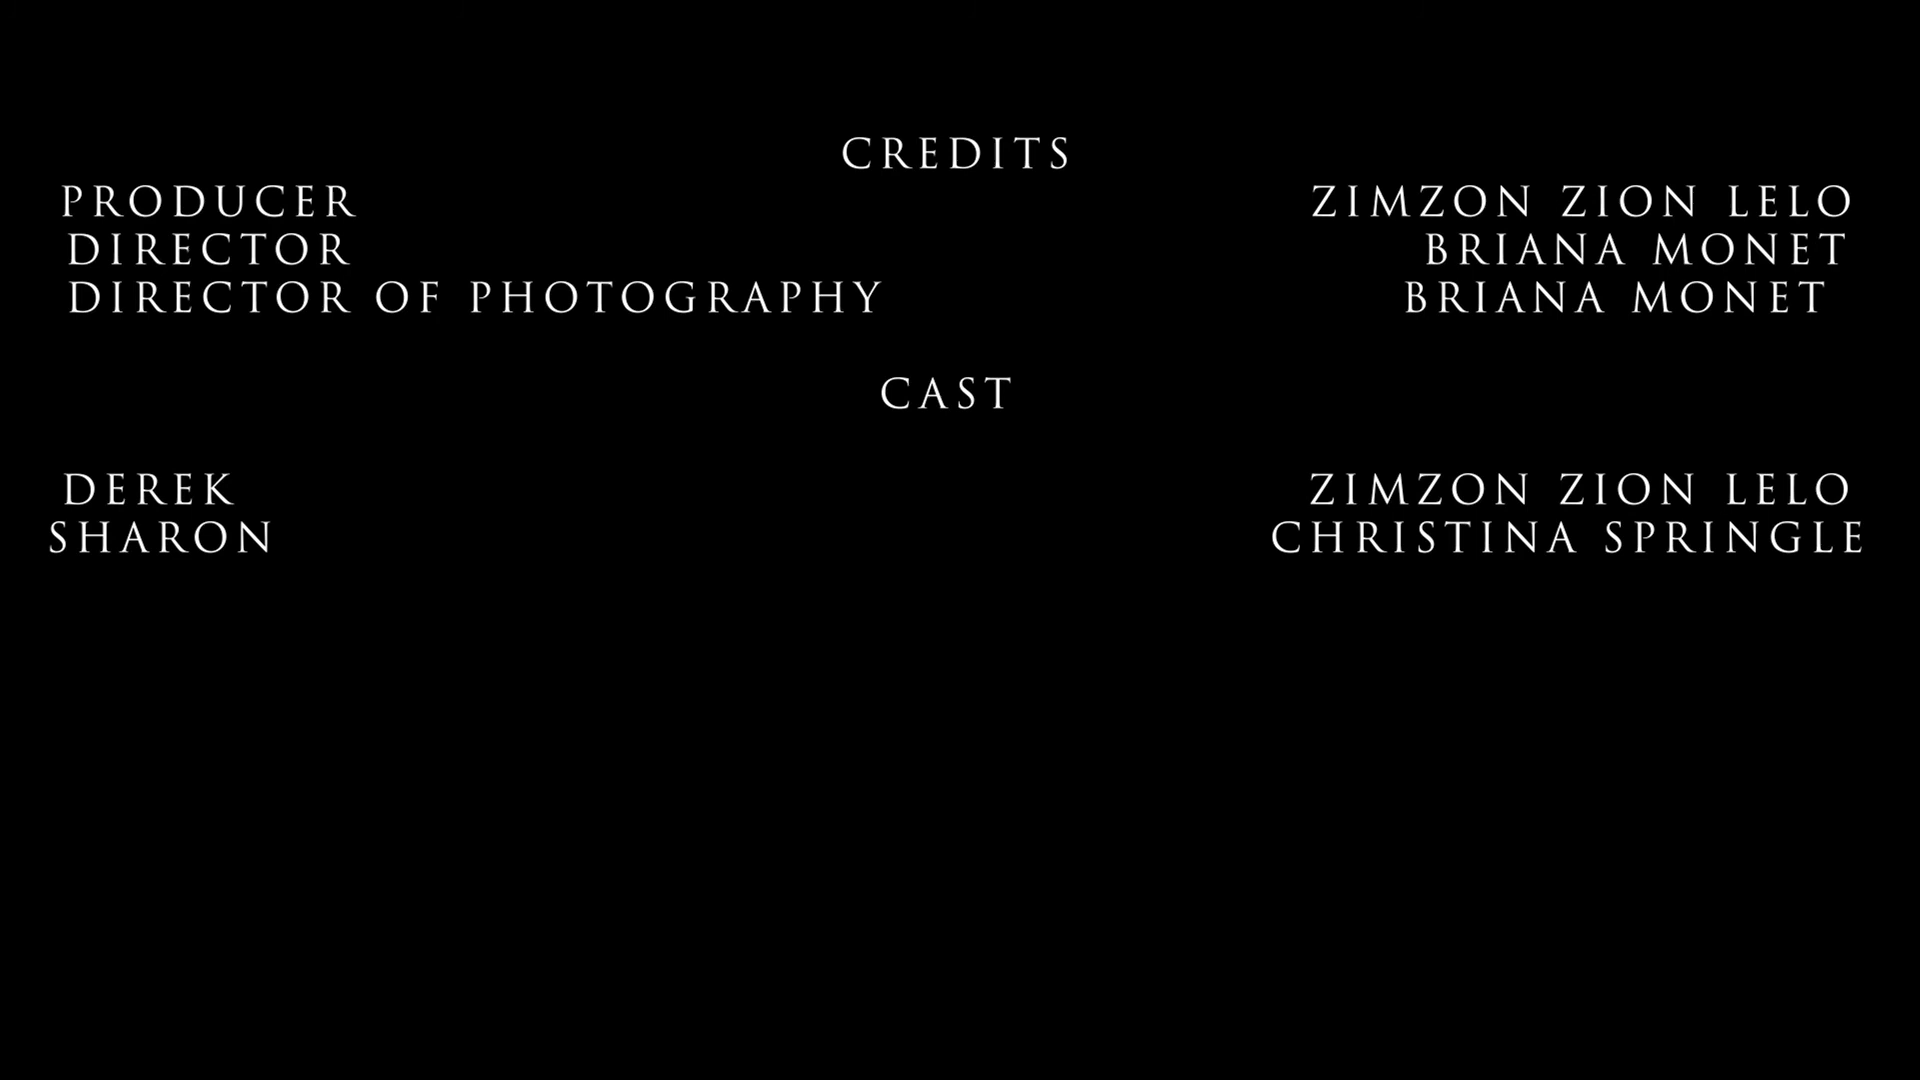 CREDITS
PRODUCER ZIMZON ZION LELO
DIRECTOR BRIANA MONET
DIRECTOR OF PHOTOGRAPHY BRIANA MONET
CAST
DEREK ZIMZON ZION LELO
SHARON CHRISTINA SPRINGLE